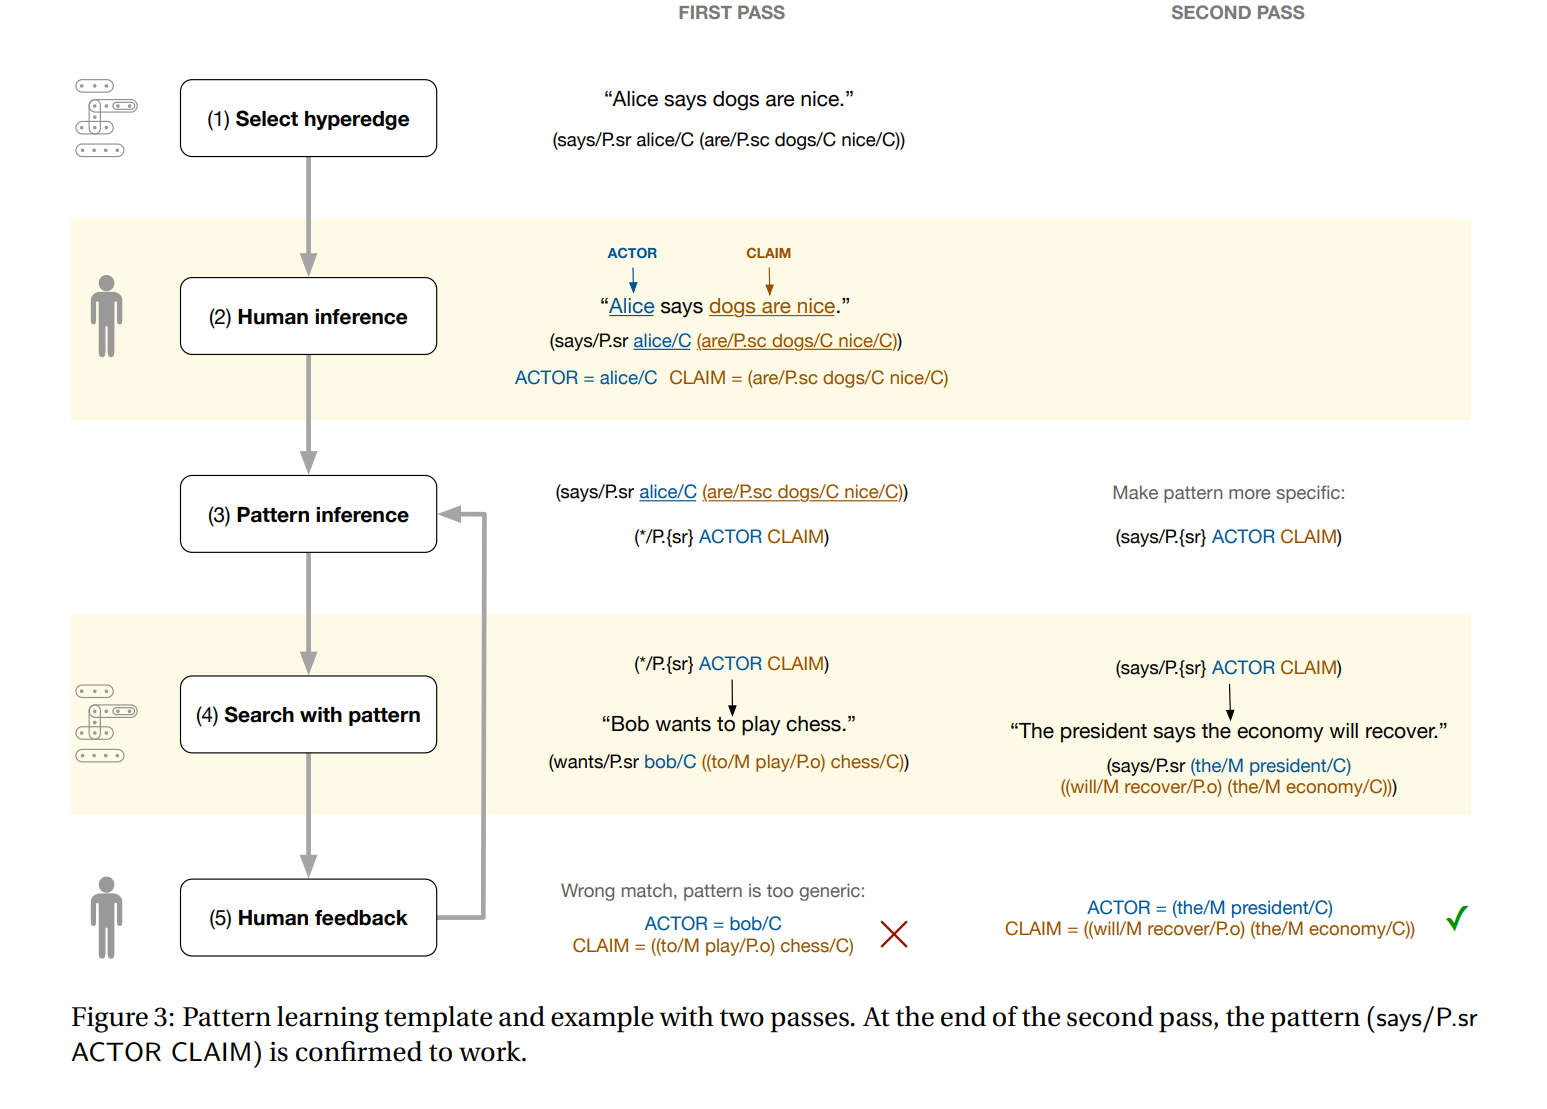 FIRST PASS
SECOND PASS
(1) Select hyperedge
“Alice says dogs are nice.”
(says/P.sr alice/C (are/P.sc dogs/C nice/C))
ACTOR
CLAIM
(2) Human inference
“Alice says dogs are nice.”
(says/P.sr alice/C (are/P.sc dogs/C nice/C))
ACTOR = alice/C CLAIM = (are/P.sc dogs/C nice/C)
(3) Pattern inference
(says/P.sr alice/C (are/P.sc dogs/C nice/C))
(*/P.{sr} ACTOR CLAIM)
Make pattern more specific:
(says/P.{sr} ACTOR CLAIM)
(4) Search with pattern
(*/P.{sr} ACTOR CLAIM)
“Bob wants to play chess.”
(wants/P.sr bob/C ((to/M play/P.o) chess/C))
(says/P.{sr} ACTOR CLAIM)
“The president says the economy will recover.”
(says/P.sr (the/M president/C)
((will/M recover/P.o) (the/M economy/C)))
(5) Human feedback
Wrong match, pattern is too generic:
ACTOR = bob/C
CLAIM = ((to/M play/P.o) chess/C)
ACTOR = (the/M president/C)
CLAIM = ((will/M recover/P.o) (the/M economy/C))
Figure 3: Pattern learning template and example with two passes. At the end of the second pass, the pattern (says/P.sr
ACTOR CLAIM) is confirmed to work.